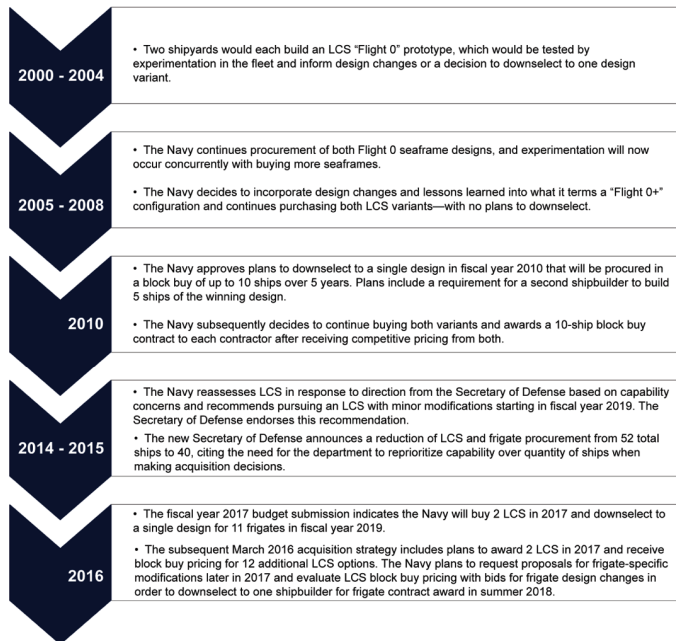 2000 - 2004
• Two shipyards would each build an LCS “Flight 0” prototype, which would be tested by
experimentation in the fleet and inform design changes or a decision to downselect to one design
variant.
2005 - 2008
• The Navy continues procurement of both Flight 0 seaframe designs, and experimentation will now
occur concurrently with buying more seaframes.
• The Navy decides to incorporate design changes and lessons learned into what it terms a “Flight 0+”
configuration and continues purchasing both LCS variants—with no plans to downselect.
2010
• The Navy approves plans to downselect to a single design in fiscal year 2010 that will be procured in
a block buy of up to 10 ships over 5 years. Plans include a requirement for a second shipbuilder to build
5 ships of the winning design.
• The Navy subsequently decides to continue buying both variants and awards a 10-ship block buy
contract to each contractor after receiving competitive pricing from both.
2014 - 2015
• The Navy reassesses LCS in response to direction from the Secretary of Defense based on capability
concerns and recommends pursuing an LCS with minor modifications starting in fiscal year 2019. The
Secretary of Defense endorses this recommendation.
• The new Secretary of Defense announces a reduction of LCS and frigate procurement from 52 total
ships to 40, citing the need for the department to reprioritize capability over quantity of ships when
making acquisition decisions.
2016
• The fiscal year 2017 budget submission indicates the Navy will buy 2 LCS in 2017 and downselect to
a single design for 11 frigates in fiscal year 2019.
• The subsequent March 2016 acquisition strategy includes plans to award 2 LCS in 2017 and receive
block buy pricing for 12 additional LCS options. The Navy plans to request proposals for frigate-specific
modifications later in 2017 and evaluate LCS block buy pricing with bids for frigate design changes in
order to downselect to one shipbuilder for frigate contract award in summer 2018.